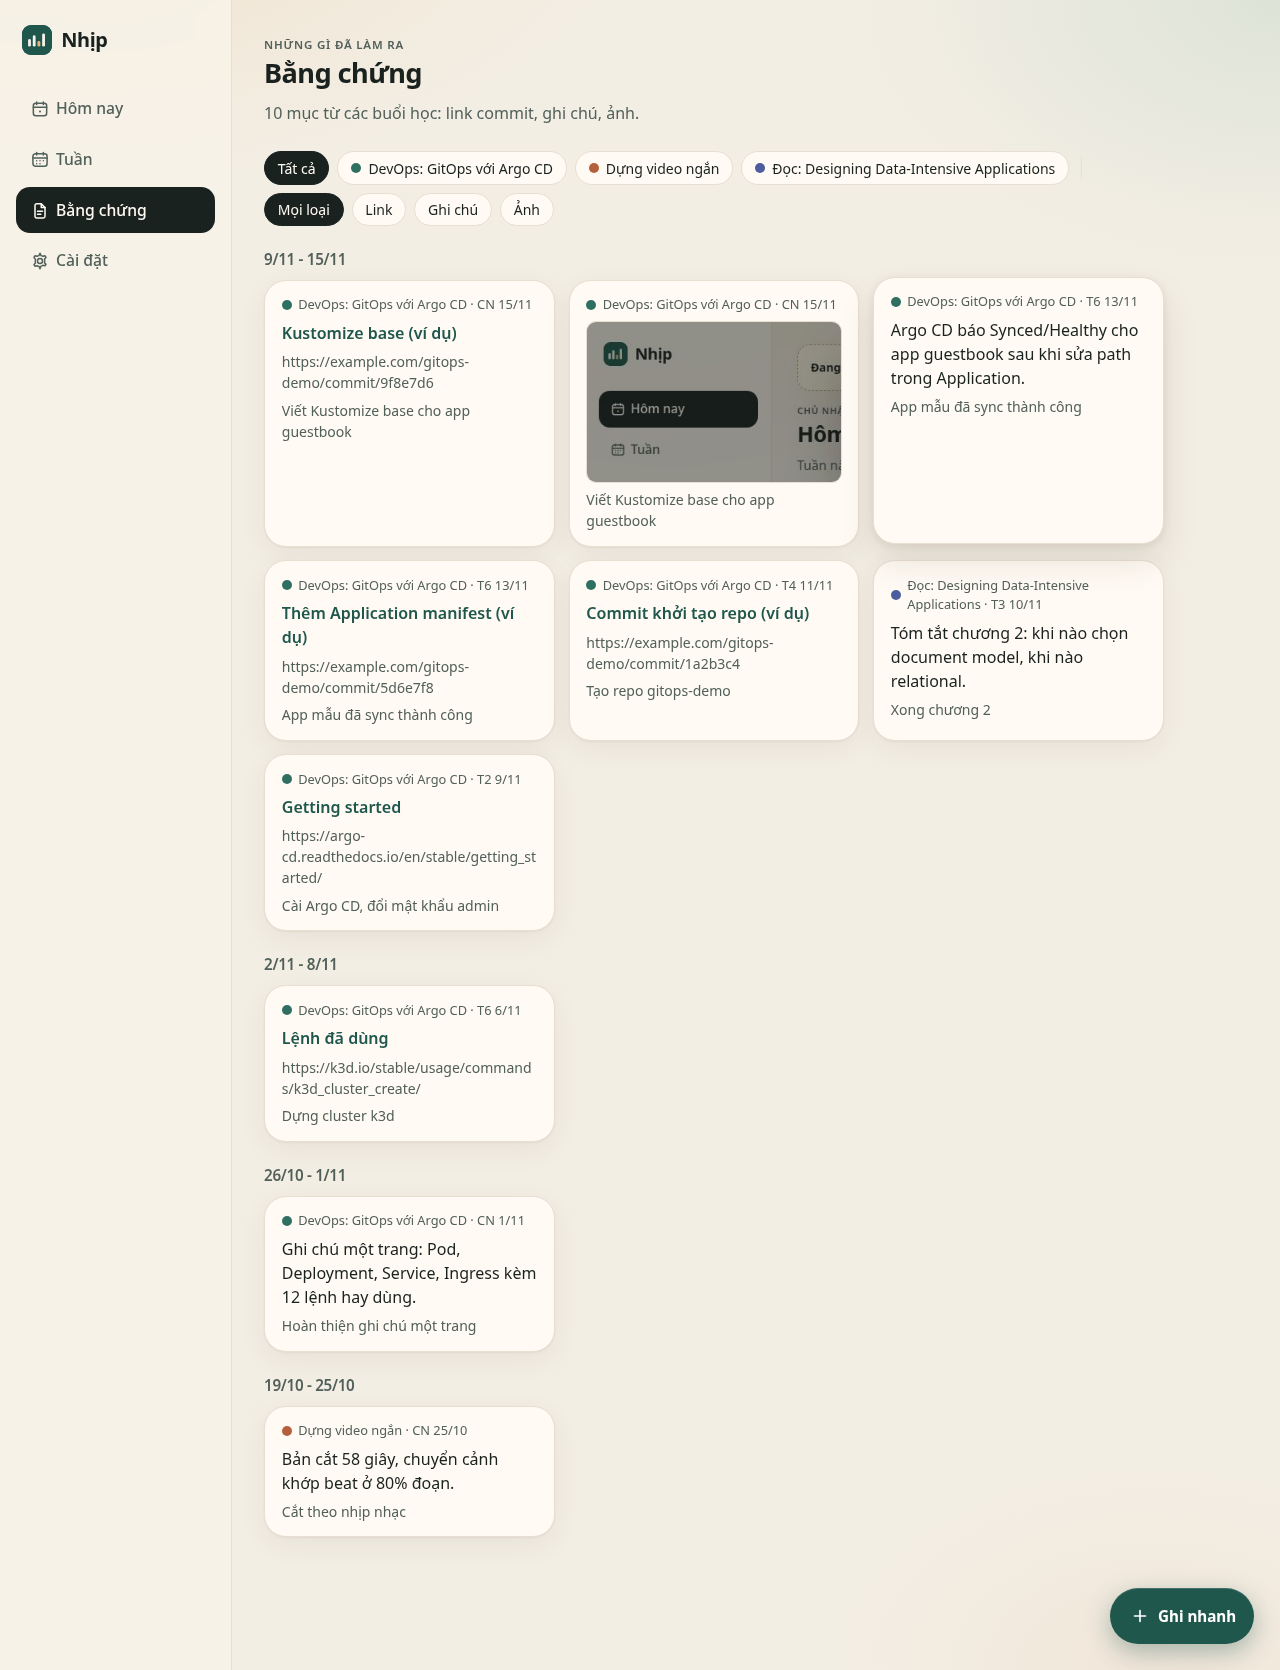 Nhịp
Hôm nay
Tuần
Bằng chứng
Cài đặt
NHỮNG GÌ ĐÃ LÀM RA
Bằng chứng
10 mục từ các buổi học: link commit, ghi chú, ảnh.
Tất cả
DevOps: GitOps với Argo CD
Dựng video ngắn
Đọc: Designing Data-Intensive Applications
Mọi loại
Link
Ghi chú
Ảnh
9/11 - 15/11
DevOps: GitOps với Argo CD · CN 15/11
Kustomize base (ví dụ)
https://example.com/gitops-
demo/commit/9f8e7d6
Viết Kustomize base cho app
guestbook
DevOps: GitOps với Argo CD · CN 15/11
Nhịp
Hôm nay
Tuần
Đang
CHỦ NHẬ
Hôm
Tuần nà
Viết Kustomize base cho app
guestbook
DevOps: GitOps với Argo CD · T6 13/11
Argo CD báo Synced/Healthy cho
app guestbook sau khi sửa path
trong Application.
App mẫu đã sync thành công
DevOps: GitOps với Argo CD · T6 13/11
Thêm Application manifest (ví
dụ)
https://example.com/gitops-
demo/commit/5d6e7f8
App mẫu đã sync thành công
DevOps: GitOps với Argo CD · T4 11/11
Commit khởi tạo repo (ví dụ)
https://example.com/gitops-
demo/commit/1a2b3c4
Tạo repo gitops-demo
Đọc: Designing Data-Intensive
Applications · T3 10/11
Tóm tắt chương 2: khi nào chọn
document model, khi nào
relational.
Xong chương 2
DevOps: GitOps với Argo CD · T2 9/11
Getting started
https://argo-
cd.readthedocs.io/en/stable/getting_st
arted/
Cài Argo CD, đổi mật khẩu admin
2/11 - 8/11
DevOps: GitOps với Argo CD · T6 6/11
Lệnh đã dùng
https://k3d.io/stable/usage/command
s/k3d_cluster_create/
Dựng cluster k3d
26/10 - 1/11
DevOps: GitOps với Argo CD · CN 1/11
Ghi chú một trang: Pod,
Deployment, Service, Ingress kèm
12 lệnh hay dùng.
Hoàn thiện ghi chú một trang
19/10 - 25/10
Dựng video ngắn · CN 25/10
Bản cắt 58 giây, chuyển cảnh
khớp beat ở 80% đoạn.
Cắt theo nhịp nhạc
Ghi nhanh